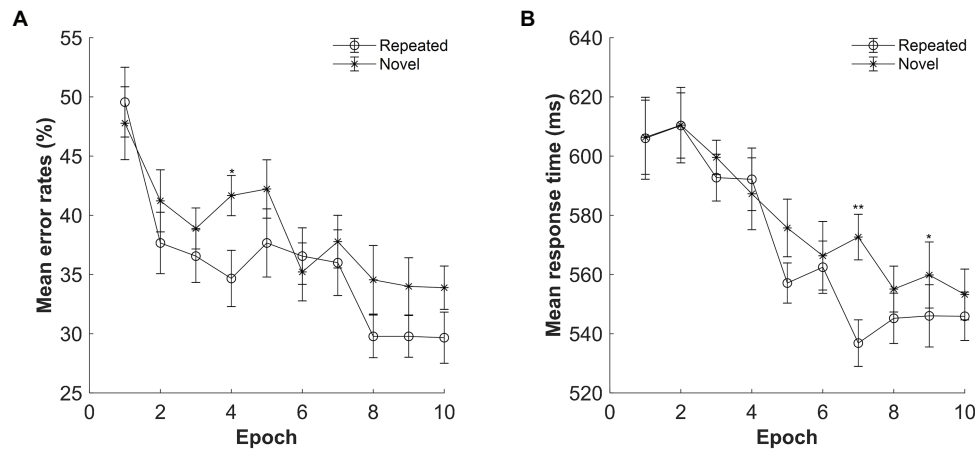 A
Mean error rates (%)
55
50
45
40
35
30
25
0 2 4 6 8 10
Epoch
Repeated
Novel
*
B
Mean response time (ms)
640
620
600
580
560
540
520
0 2 4 6 8 10
Epoch
Repeated
Novel
**
*